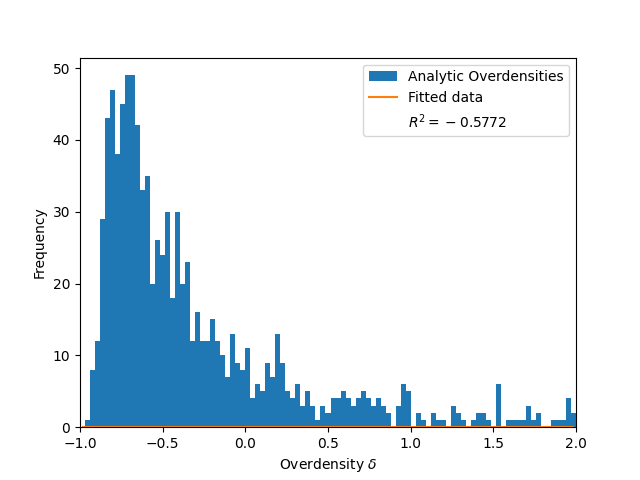 Analytic Overdensities
Fitted data
R² = − 0.5772
50
40
30
20
10
0
Frequency
−1.0 −0.5 0.0 0.5 1.0 1.5 2.0
Overdensity δ